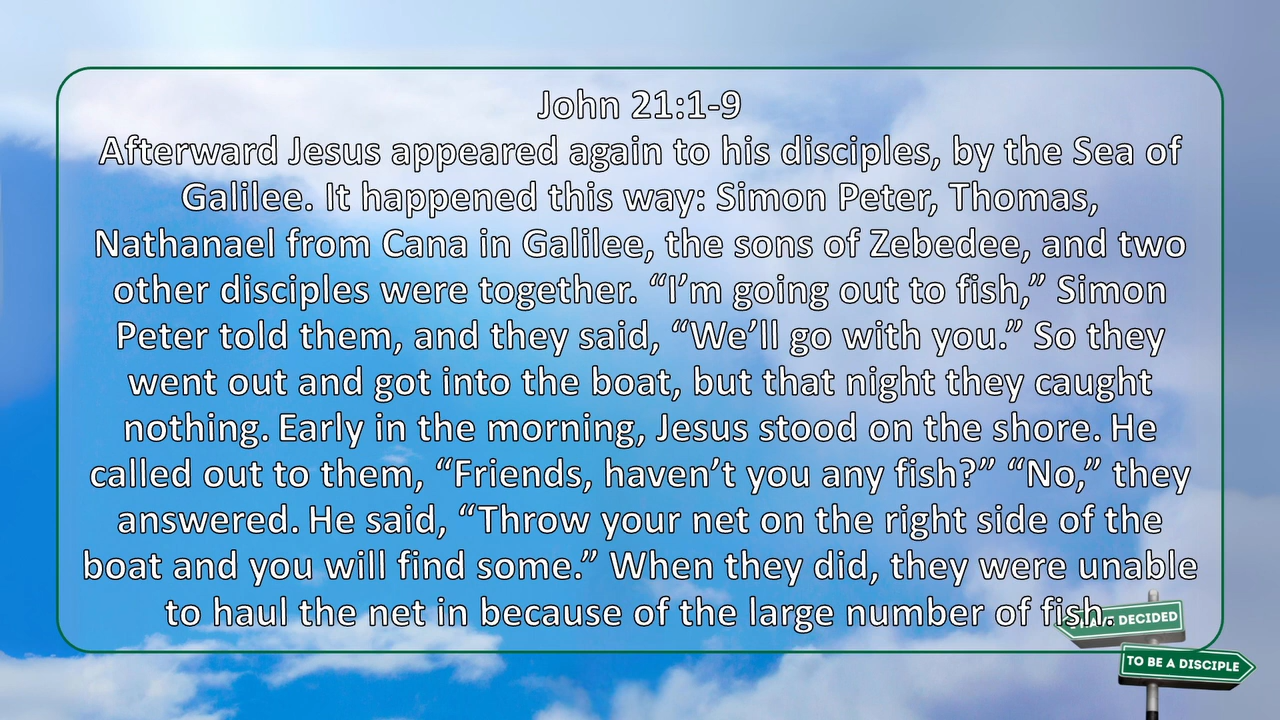 John 21:1-9
Afterward Jesus appeared again to his disciples, by the Sea of
Galilee. It happened this way: Simon Peter, Thomas,
Nathanael from Cana in Galilee, the sons of Zebedee, and two
other disciples were together. “I’m going out to fish,” Simon
Peter told them, and they said, “We’ll go with you.” So they
went out and got into the boat, but that night they caught
nothing. Early in the morning, Jesus stood on the shore. He
called out to them, “Friends, haven’t you any fish?” “No,” they
answered. He said, “Throw your net on the right side of the
boat and you will find some.” When they did, they were unable
to haul the net in because of the large number of fish.
DECIDED
TO BE A DISCIPLE